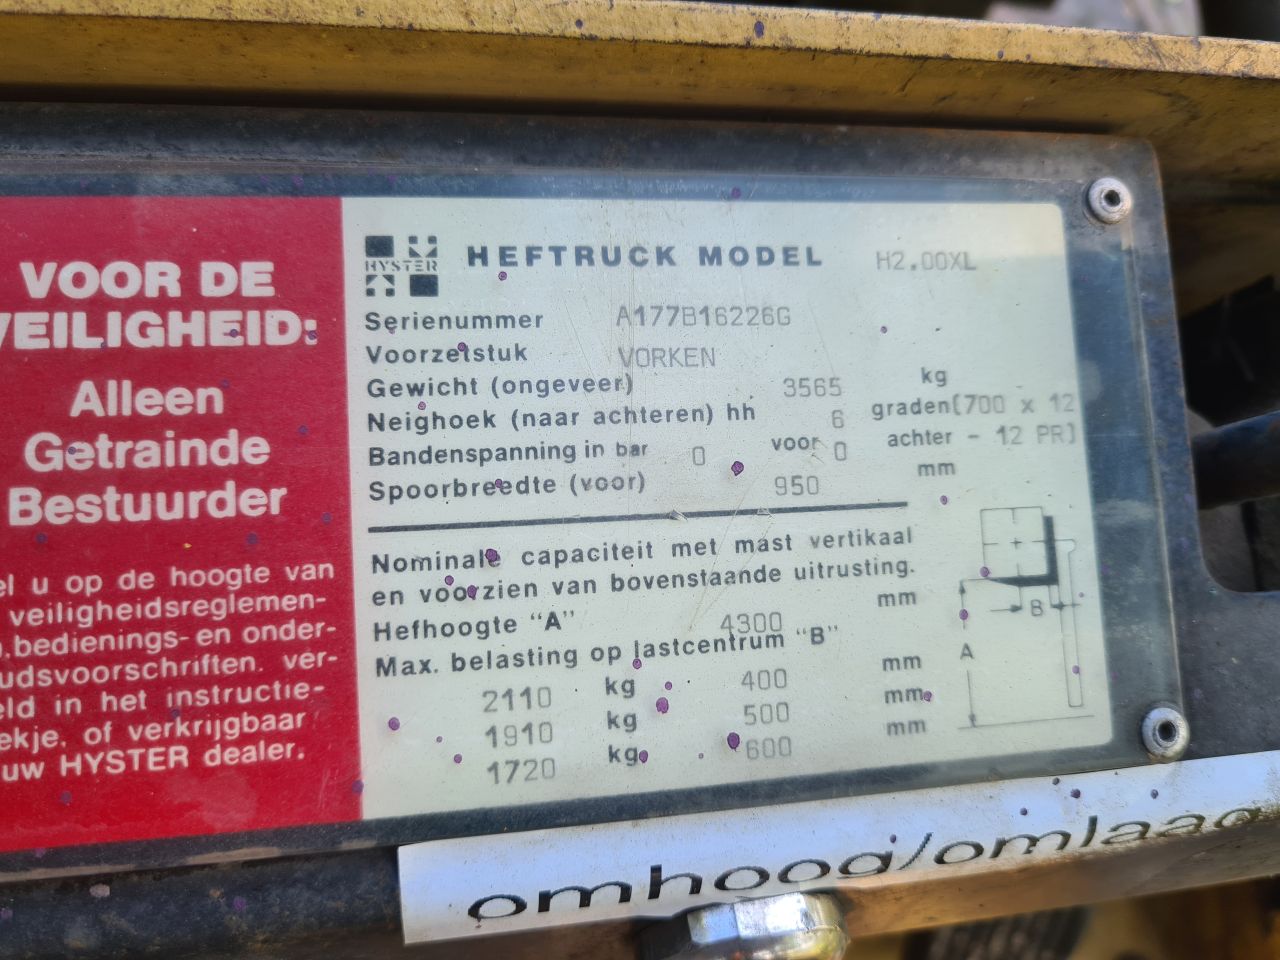 VOOR DE
VEILIGHEID:
Alleen
Getrainde
Bestuurder
el u op de hoogte van
veiligheidsreglemen-
bedienings- en onder-
udsvoorschriften. ver-
eld in het instructie-
ekje, of verkrijgbaar
uw HYSTER dealer.
HYSTER
HEFTRUCK MODEL H2.00XL
Serienummer A177B16226G
Voorzetstuk VORKEN
Gewicht (ongeveer) 3565 kg
Neighoek (naar achteren) hh 6 graden[700 x 12
Bandenspanning in bar 0 voor 0 achter - 12 PR]
Spoorbreedte (voor) 950 mm
Nominale capaciteit met mast vertikaal
en voorzien van bovenstaande uitrusting.
Hefhoogte "A" 4300 mm
Max. belasting op lastcentrum "B"
2110 kg 400 mm
1910 kg 500 mm
1720 kg 600 mm
B
A
omhoog/omlaag